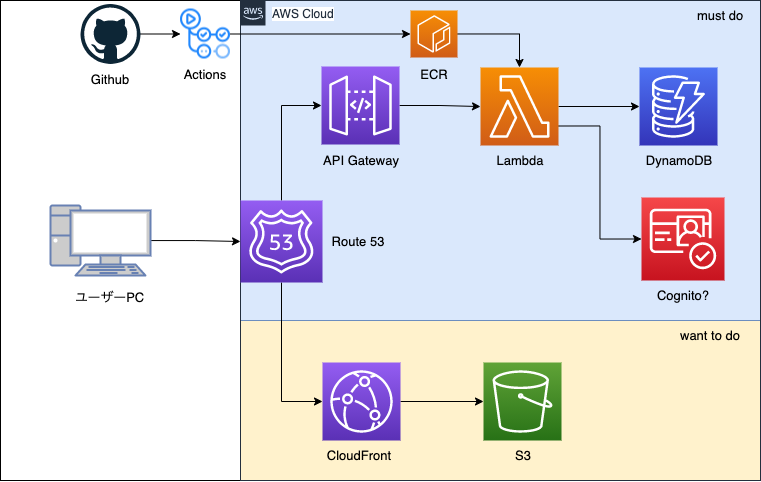 aws
AWS Cloud
must do
Github
Actions
ECR
API Gateway
Lambda
DynamoDB
53
Route 53
ユーザーPC
Cognito?
want to do
CloudFront
S3